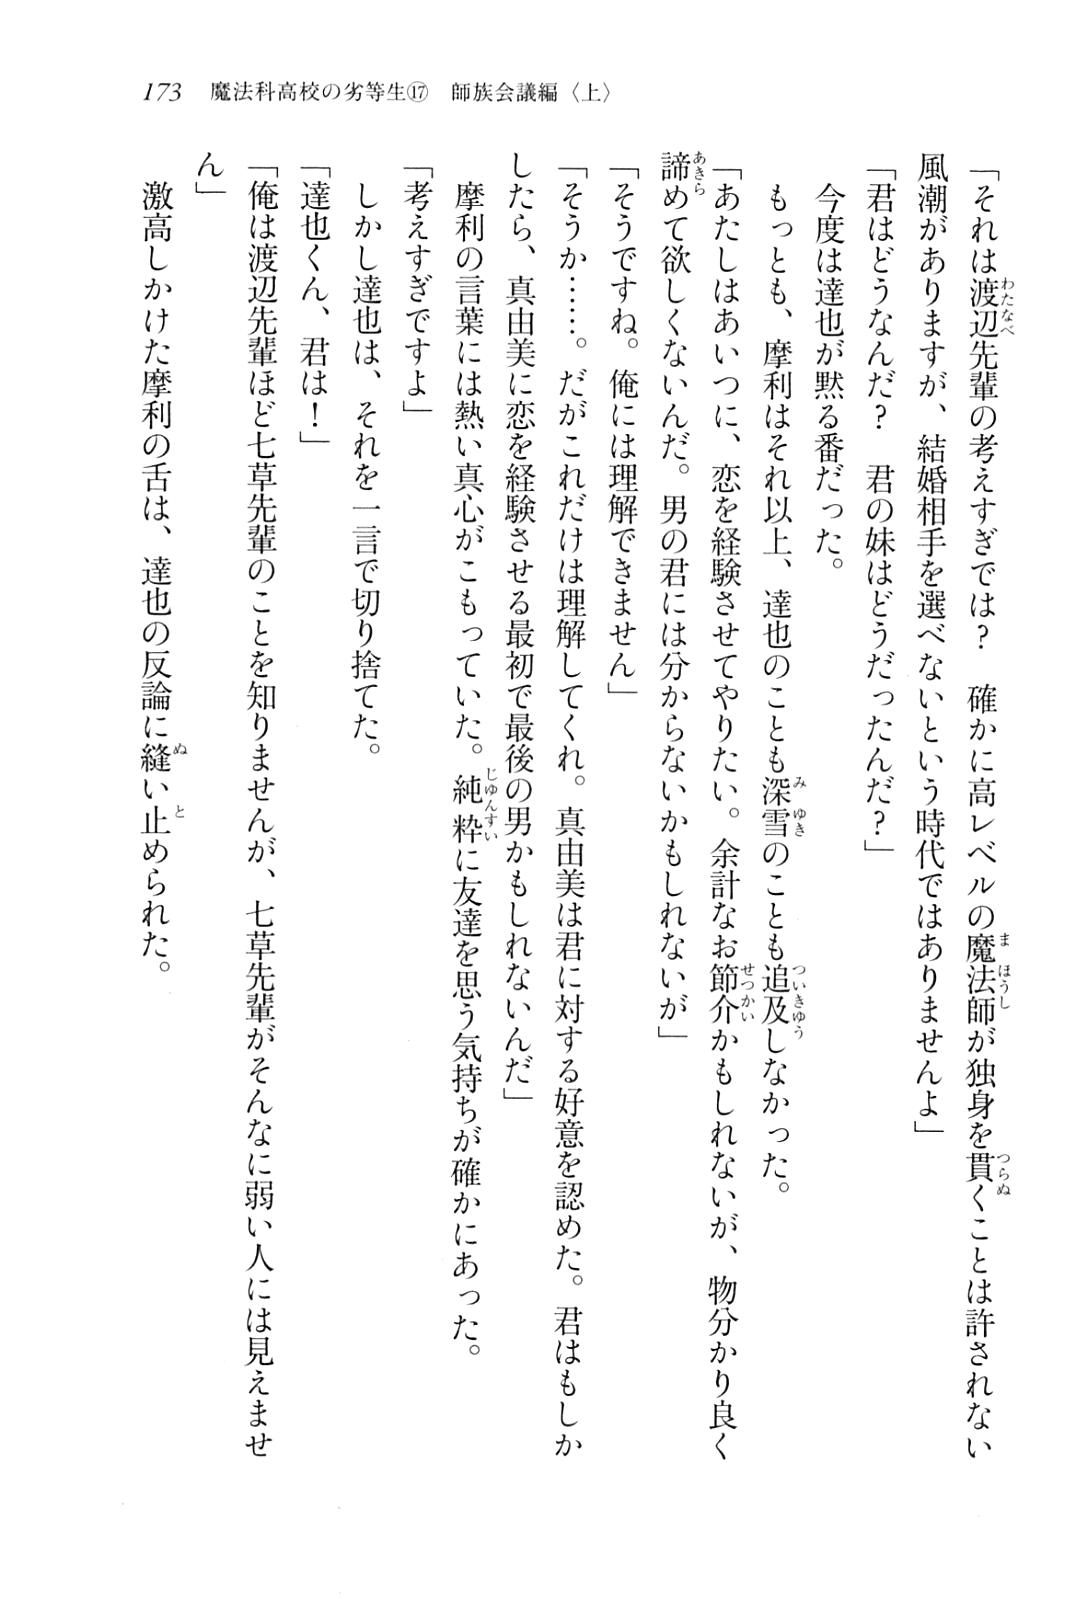 173　魔法科高校の劣等生⑰　師族会議編〈上〉
「それは渡辺先輩の考えすぎでは？　確かに高レベルの魔法師が独身を貫くことは許されない
風潮がありますが、結婚相手を選べないという時代ではありませんよ」
「君はどうなんだ？　君の妹はどうだったんだ？」
　今度は達也が黙る番だった。
　もっとも、摩利はそれ以上、達也のことも深雪のことも追及しなかった。
「あたしはあいつに、恋を経験させてやりたい。余計なお節介かもしれないが、物分かり良く
諦めて欲しくないんだ。男の君には分からないかもしれないが」
「そうですね。俺には理解できません」
「そうか……。だがこれだけは理解してくれ。真由美は君に対する好意を認めた。君はもしか
したら、真由美に恋を経験させる最初で最後の男かもしれないんだ」
　摩利の言葉には熱い真心がこもっていた。純粋に友達を思う気持ちが確かにあった。
「考えすぎですよ」
　しかし達也は、それを一言で切り捨てた。
「達也くん、君は！」
「俺は渡辺先輩ほど七草先輩のことを知りませんが、七草先輩がそんなに弱い人には見えませ
ん」
　激高しかけた摩利の舌は、達也の反論に縫い止められた。